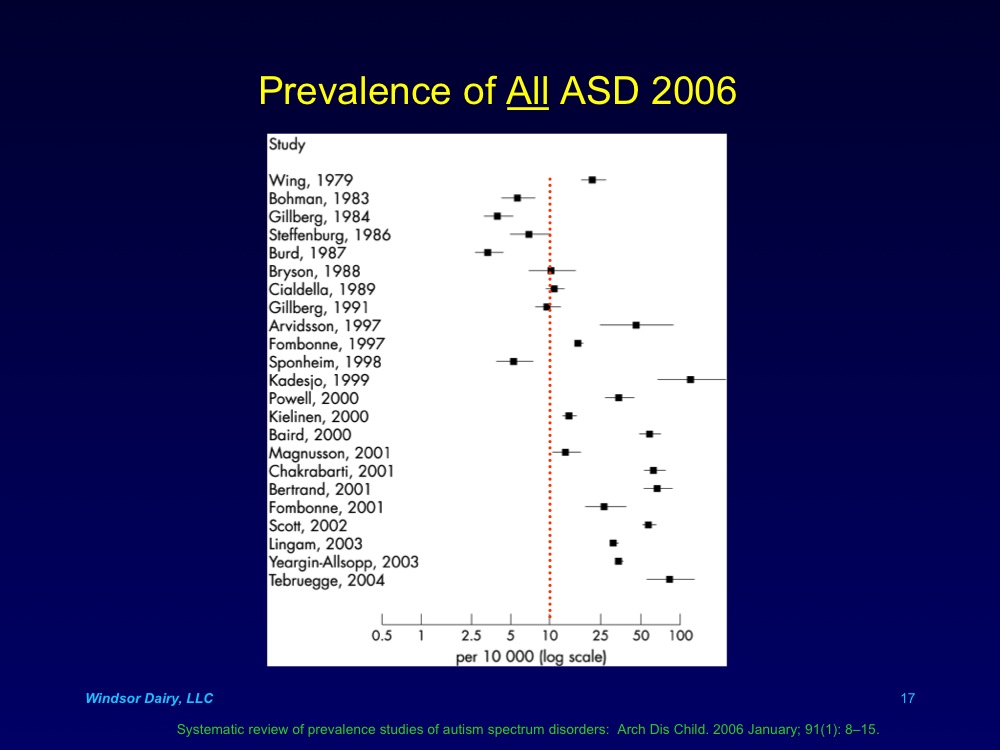 Prevalence of All ASD 2006
Study
Wing, 1979
Bohman, 1983
Gillberg, 1984
Steffenburg, 1986
Burd, 1987
Bryson, 1988
Cialdella, 1989
Gillberg, 1991
Arvidsson, 1997
Fombonne, 1997
Sponheim, 1998
Kadesjo, 1999
Powell, 2000
Kielinen, 2000
Baird, 2000
Magnusson, 2001
Chakrabarti, 2001
Bertrand, 2001
Fombonne, 2001
Scott, 2002
Lingam, 2003
Yeargin-Allsopp, 2003
Tebruegge, 2004
0.5 1 2.5 5 10 25 50 100
per 10 000 (log scale)
Windsor Dairy, LLC 17
Systematic review of prevalence studies of autism spectrum disorders: Arch Dis Child. 2006 January; 91(1): 8–15.